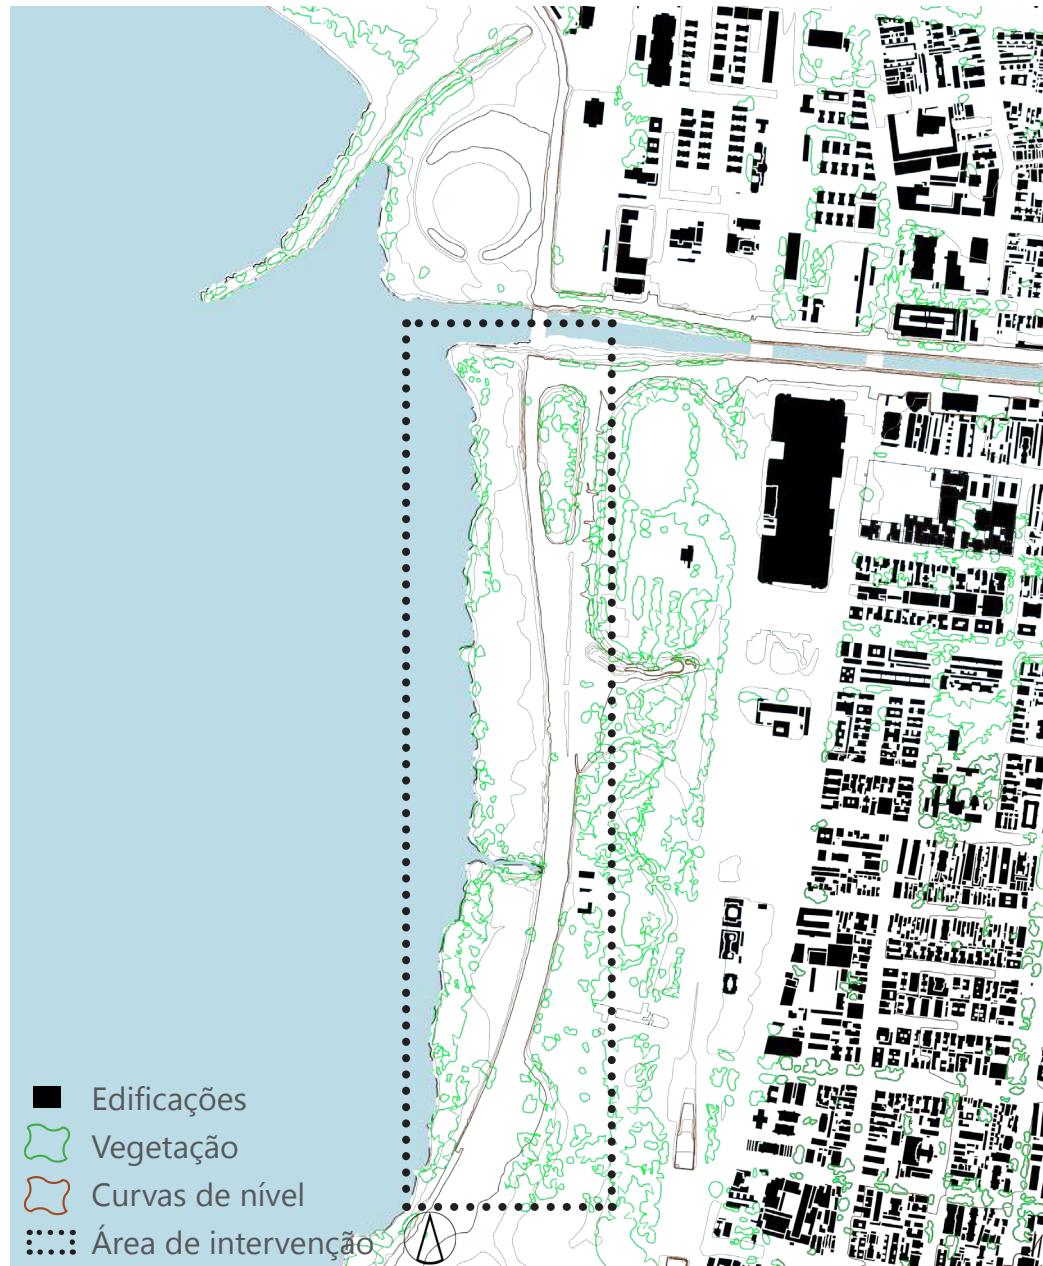 Edificações
Vegetação
Curvas de nível
Área de intervenção